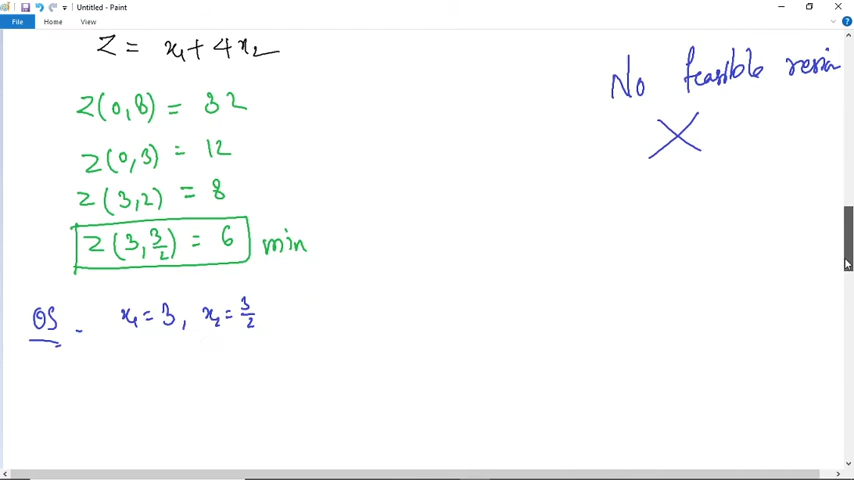 Untitled - Paint
File Home View
Z = x₁ + 4x₂
No feasible
Z(0,8) = 32
Z(0,3) = 12
Z(3,2) = 8
Z(3,3/2) = 6 min
OS - x₁ = 3, x₂ = 3/2